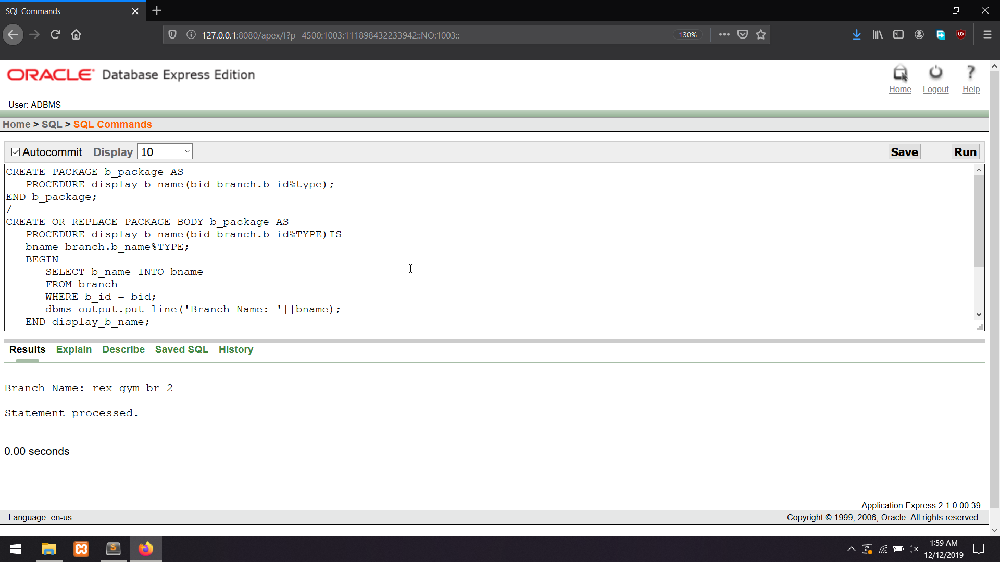 SQL Commands
127.0.0.1:8080/apex/f?p=4500:1003:111898432233942::NO:1003::
130%
ORACLE Database Express Edition
Home Logout Help
User: ADBMS
Home > SQL > SQL Commands
Autocommit Display 10 Save Run
CREATE PACKAGE b_package AS
PROCEDURE display_b_name(bid branch.b_id%type);
END b_package;
/
CREATE OR REPLACE PACKAGE BODY b_package AS
PROCEDURE display_b_name(bid branch.b_id%TYPE)IS
bname branch.b_name%TYPE;
BEGIN
SELECT b_name INTO bname
FROM branch
WHERE b_id = bid;
dbms_output.put_line('Branch Name: '||bname);
END display_b_name;
Results Explain Describe Saved SQL History
Branch Name: rex_gym_br_2
Statement processed.
0.00 seconds
Application Express 2.1.0.00.39
Language: en-us Copyright © 1999, 2006, Oracle. All rights reserved.
1:59 AM
12/12/2019